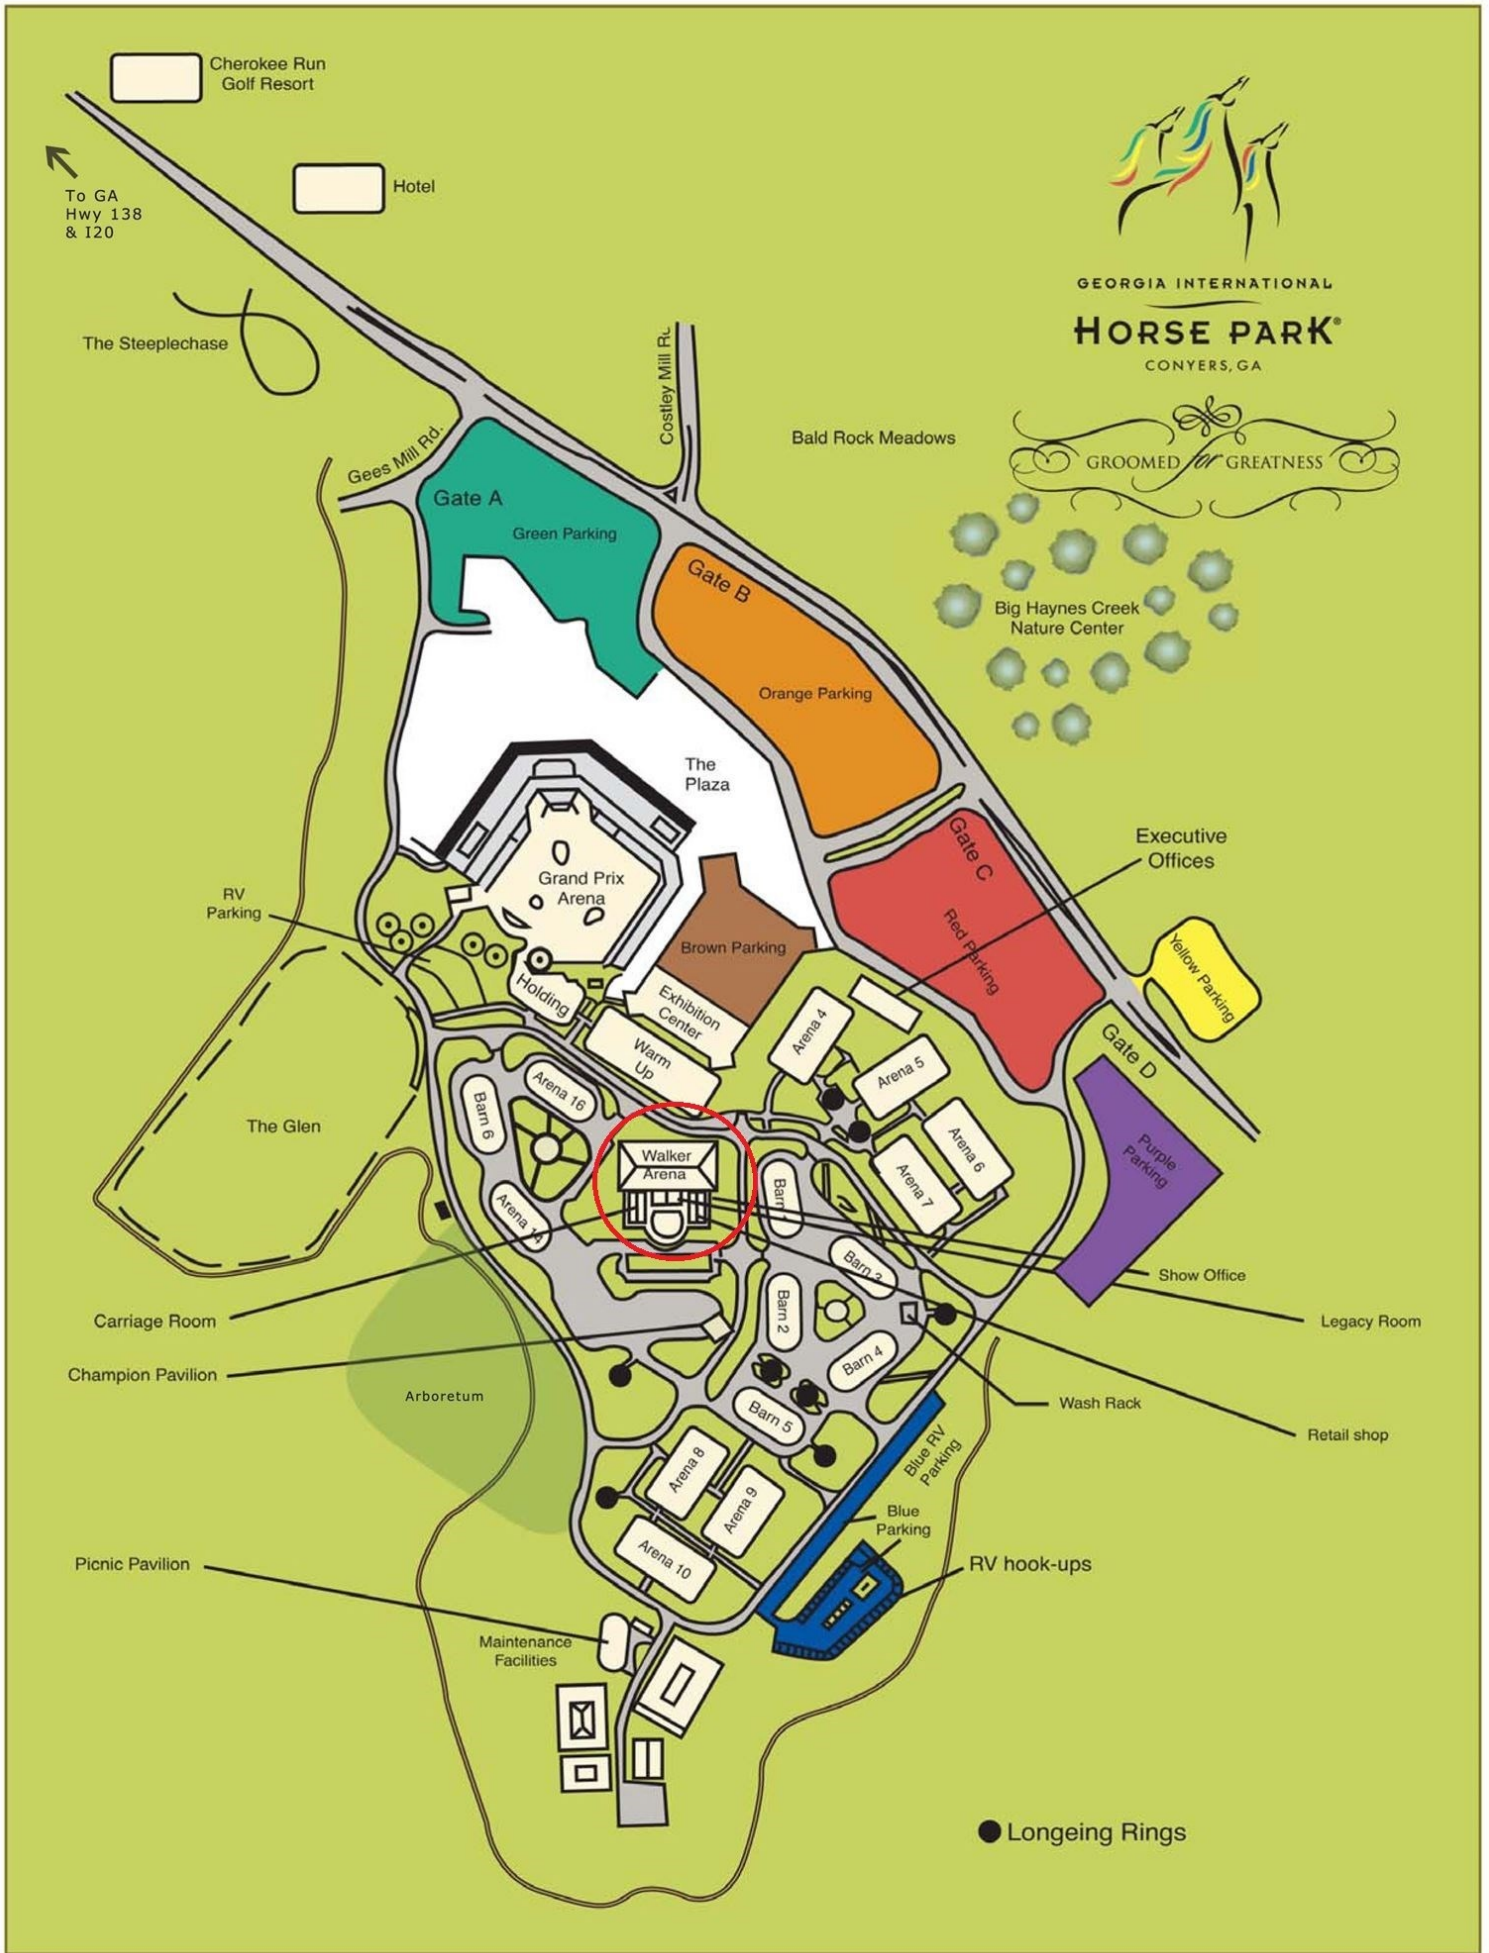 Cherokee Run
Golf Resort
To GA
Hwy 138
& I20
Hotel
GEORGIA INTERNATIONAL
HORSE PARK®
CONYERS, GA
GROOMED for GREATNESS
The Steeplechase
Costley Mill Rd
Bald Rock Meadows
Gees Mill Rd.
Gate A
Green Parking
Gate B
Orange Parking
Big Haynes Creek
Nature Center
The
Plaza
Gate C
Red Parking
Executive
Offices
Grand Prix
Arena
RV
Parking
Brown Parking
Yellow Parking
Holding
Exhibition
Center
Warm
Up
Arena 4
Arena 5
Arena 6
Arena 7
Gate D
Purple
Parking
The Glen
Barn 6
Arena 16
Walker
Arena
Barn
Arena 14
Barn 3
Show Office
Legacy Room
Carriage Room
Barn 2
Champion Pavilion
Barn 4
Arboretum
Wash Rack
Barn 5
Retail shop
Blue RV
Parking
Arena 8
Arena 9
Arena 10
Blue
Parking
RV hook-ups
Picnic Pavilion
Maintenance
Facilities
Longeing Rings